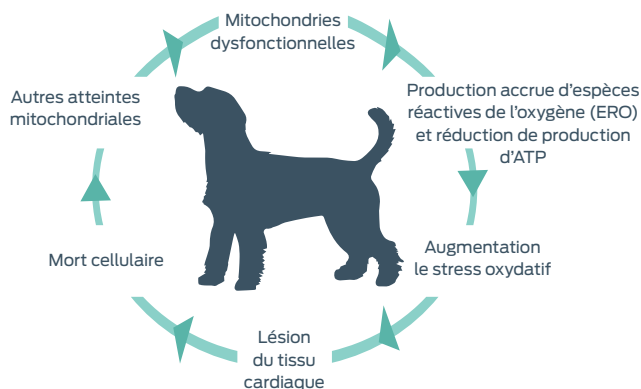 Mitochondries
dysfonctionnelles
Production accrue d'espèces
réactives de l'oxygène (ERO)
et réduction de production
d'ATP
Augmentation
le stress oxydatif
Lésion
du tissu
cardiaque
Mort cellulaire
Autres atteintes
mitochondriales